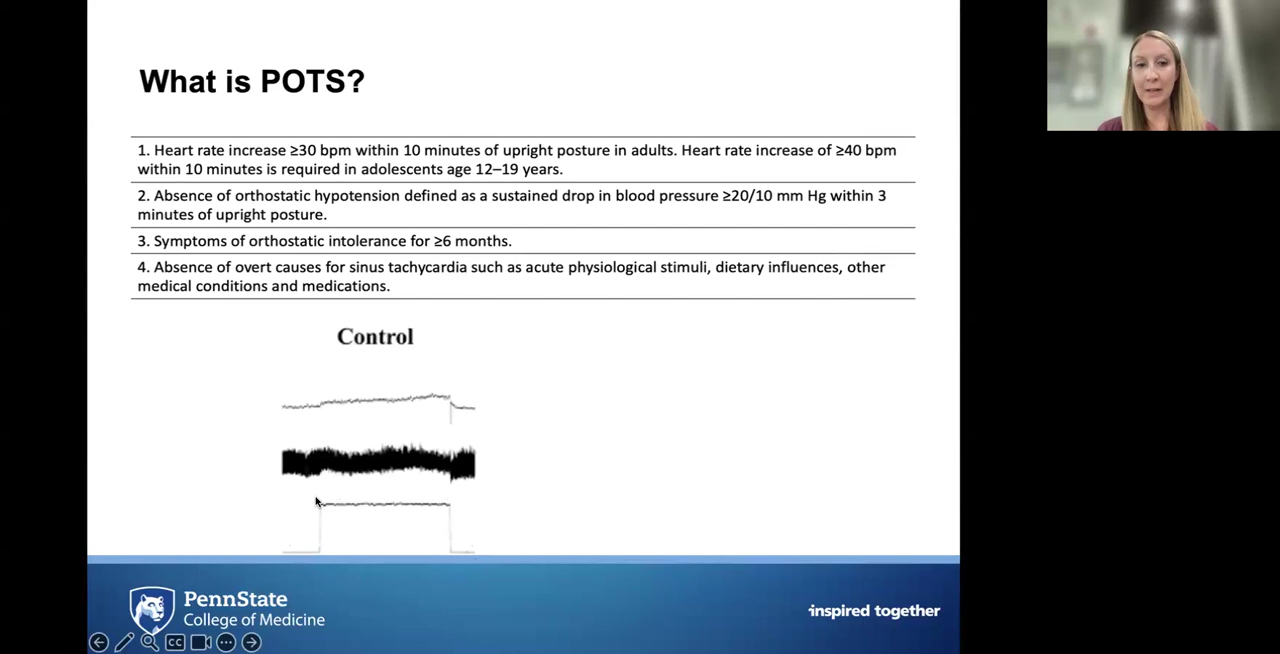 What is POTS?
1. Heart rate increase ≥30 bpm within 10 minutes of upright posture in adults. Heart rate increase of ≥40 bpm
within 10 minutes is required in adolescents age 12–19 years.
2. Absence of orthostatic hypotension defined as a sustained drop in blood pressure ≥20/10 mm Hg within 3
minutes of upright posture.
3. Symptoms of orthostatic intolerance for ≥6 months.
4. Absence of overt causes for sinus tachycardia such as acute physiological stimuli, dietary influences, other
medical conditions and medications.
Control
PennState
College of Medicine
inspired together
CC